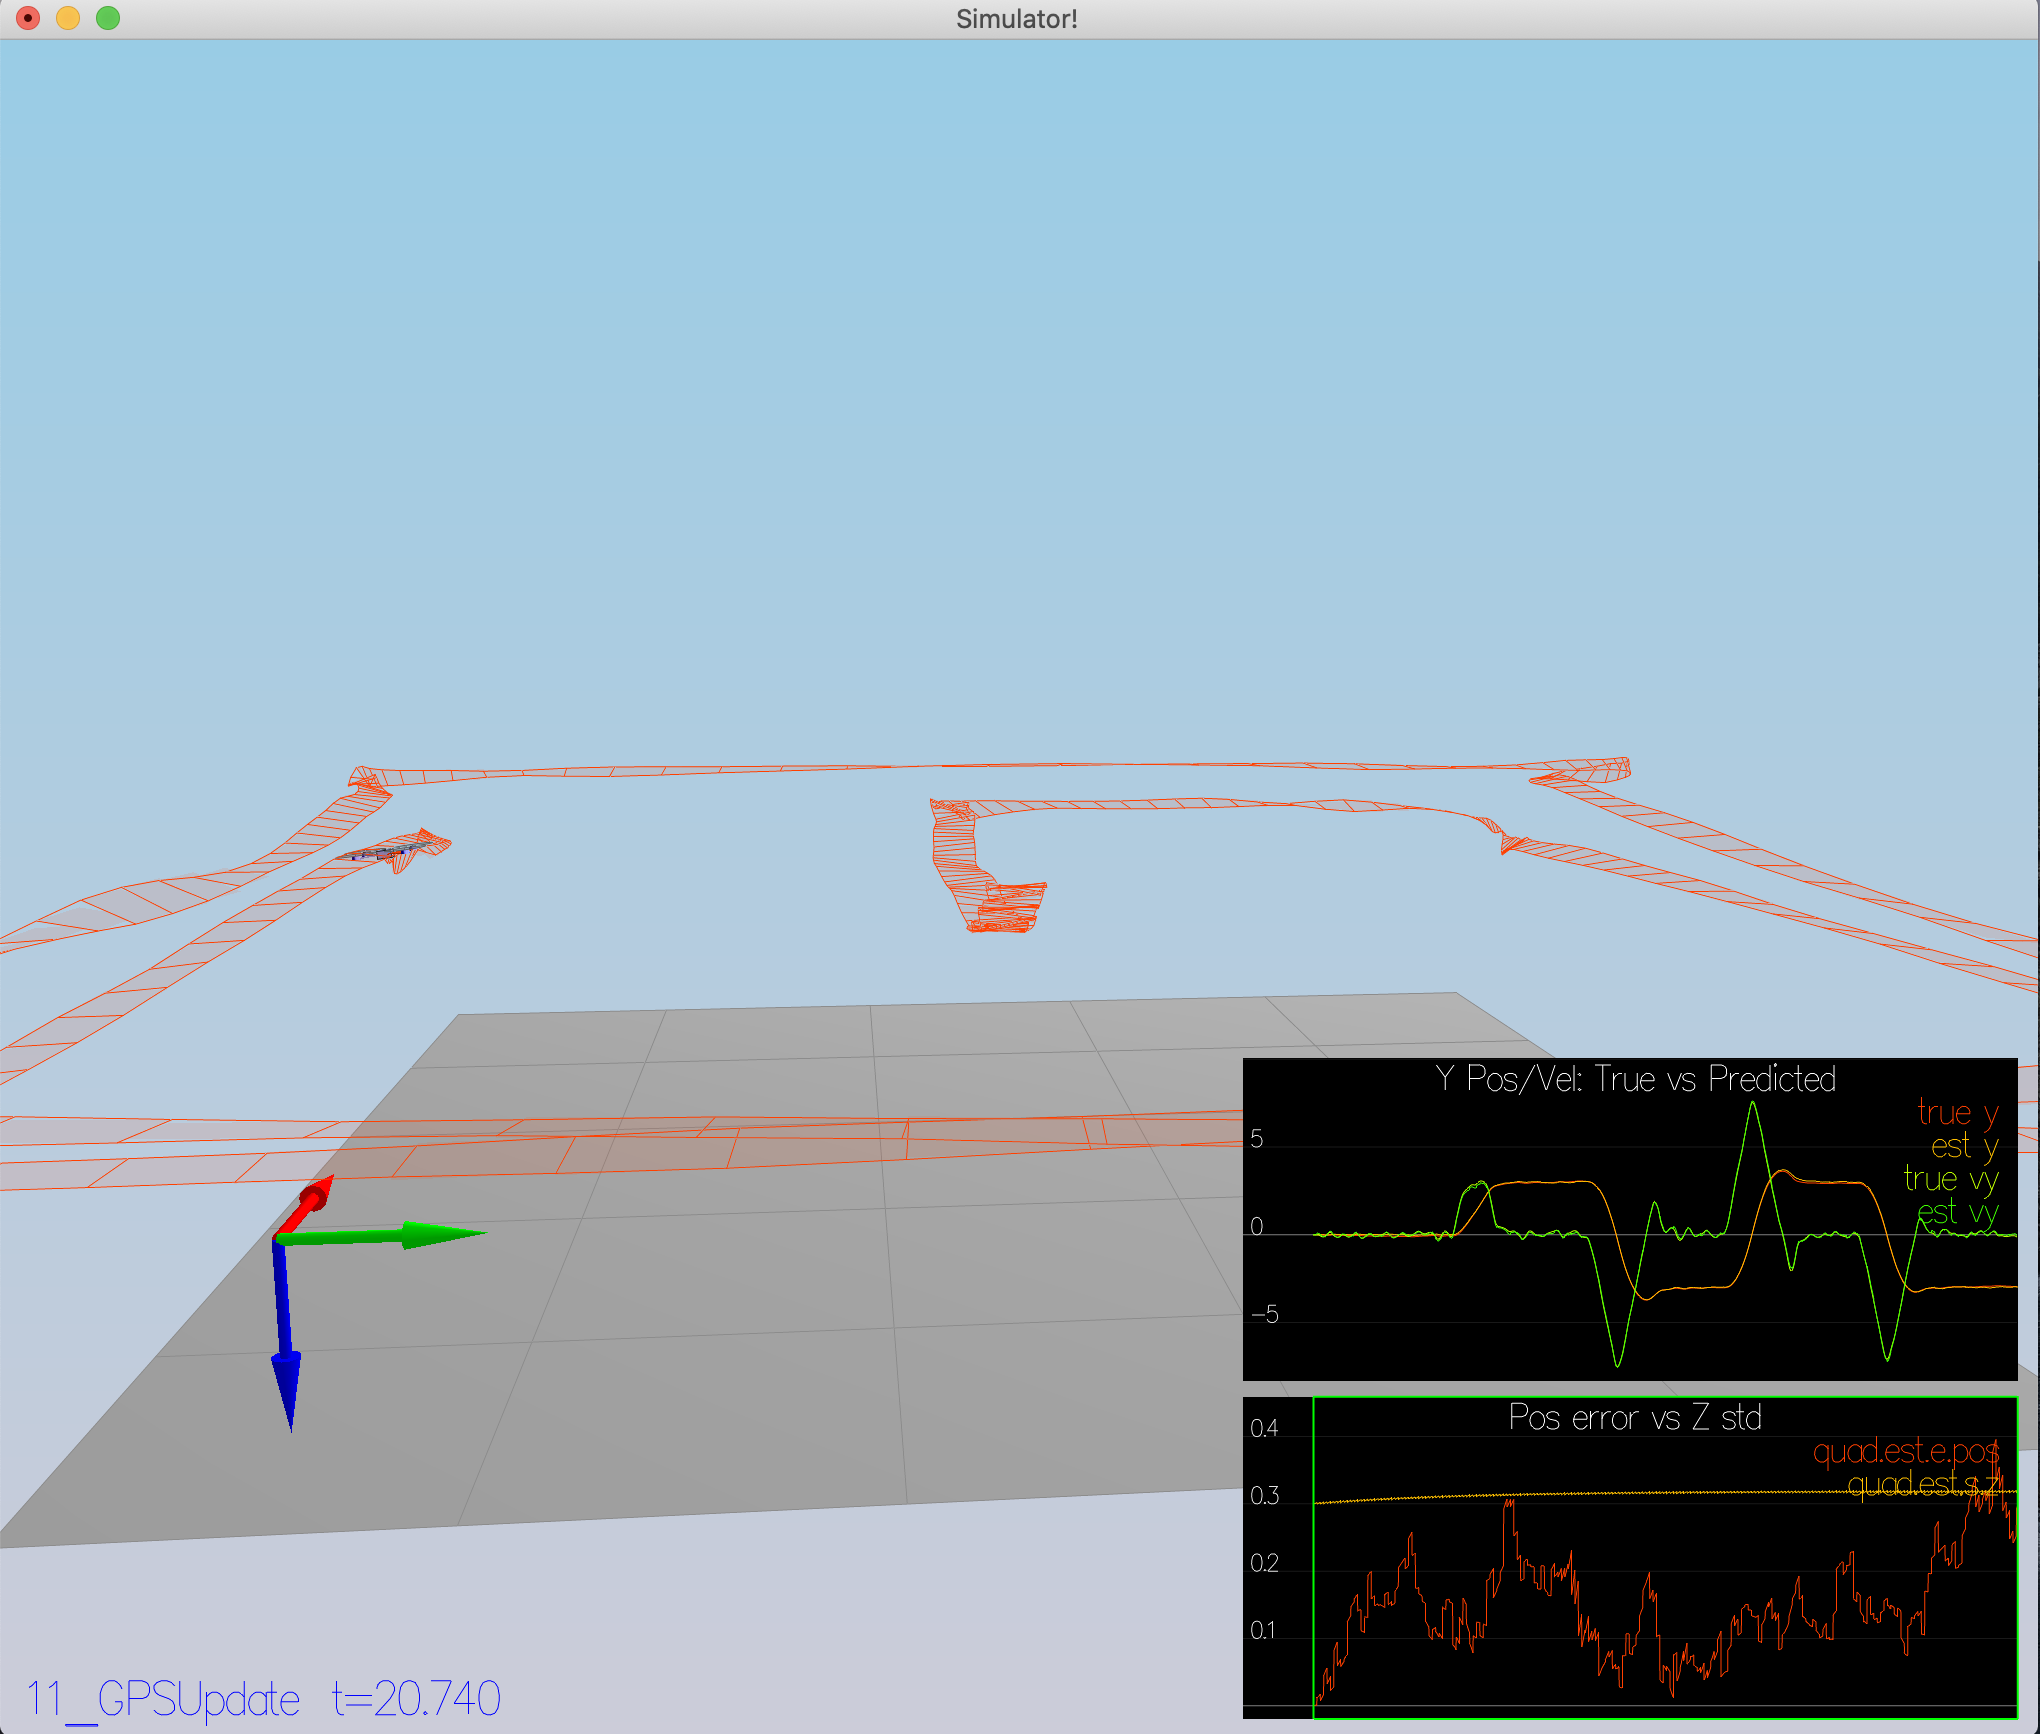 Simulator!
Y Pos/Vel: True vs Predicted
true y
5
est y
true vy
est vy
0
-5
Pos error vs Z std
0.4
quad.est.e.pos
quad.est.s.z
0.3
0.2
0.1
11_GPSUpdate t=20.740